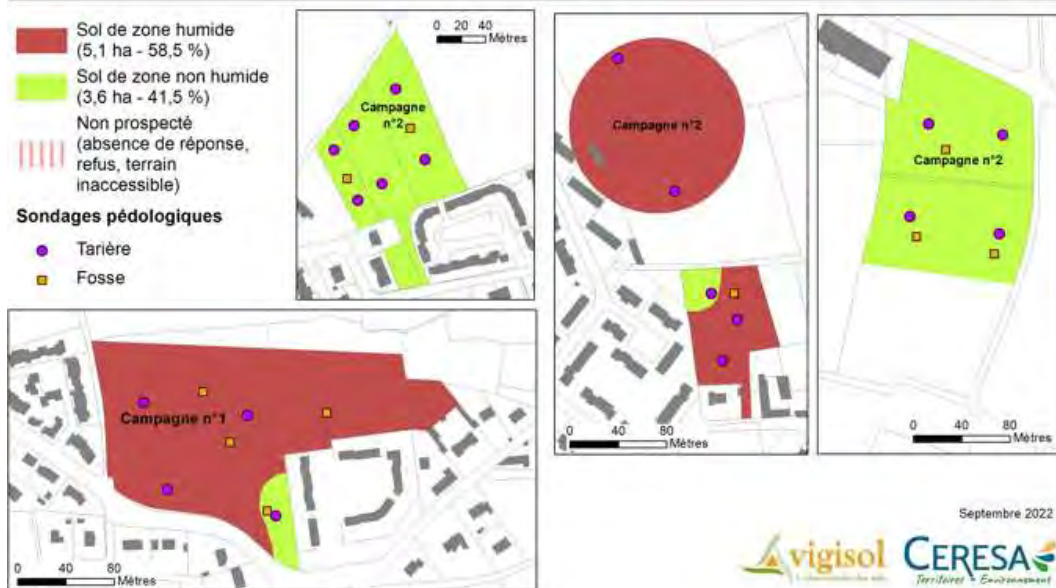 Sol de zone humide
(5,1 ha - 58,5 %)
Sol de zone non humide
(3,6 ha - 41,5 %)
Non prospecté
(absence de réponse,
refus, terrain
inaccessible)
Sondages pédologiques
Tarière
Fosse
0 20 40
Mètres
Campagne
n°2
Campagne n°2
0 40 80
Mètres
Campagne n°2
0 40 80
Mètres
Campagne n°1
0 40 80
Mètres
Septembre 2022
vigisol
CERESA
Territoires & Environnement